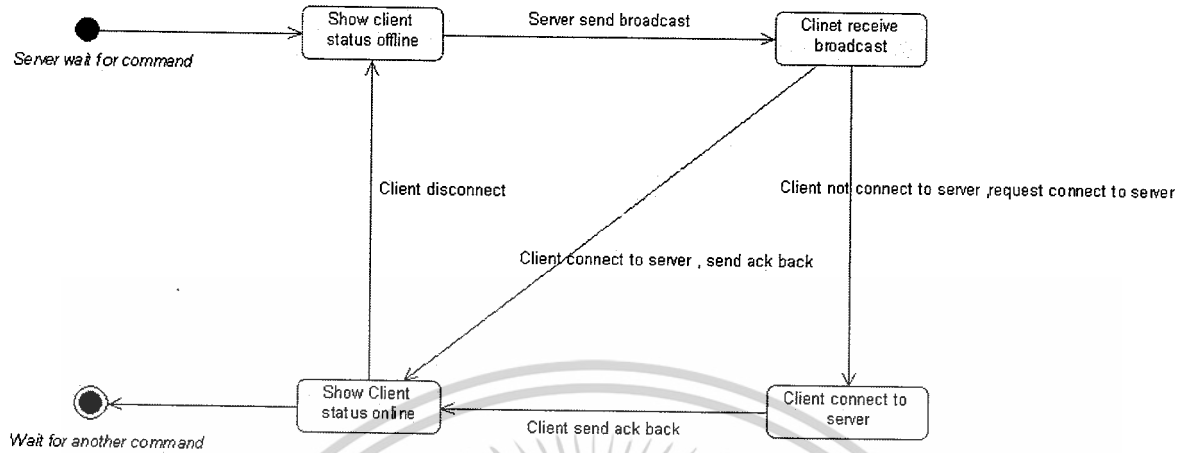 Show client
status offline
Server send broadcast
Clinet receive
broadcast
Server wait for command
Client disconnect
Client not connect to server ,request connect to server
Client connect to server , send ack back
Show Client
status online
Client send ack back
Client connect to
server
Wait for another command